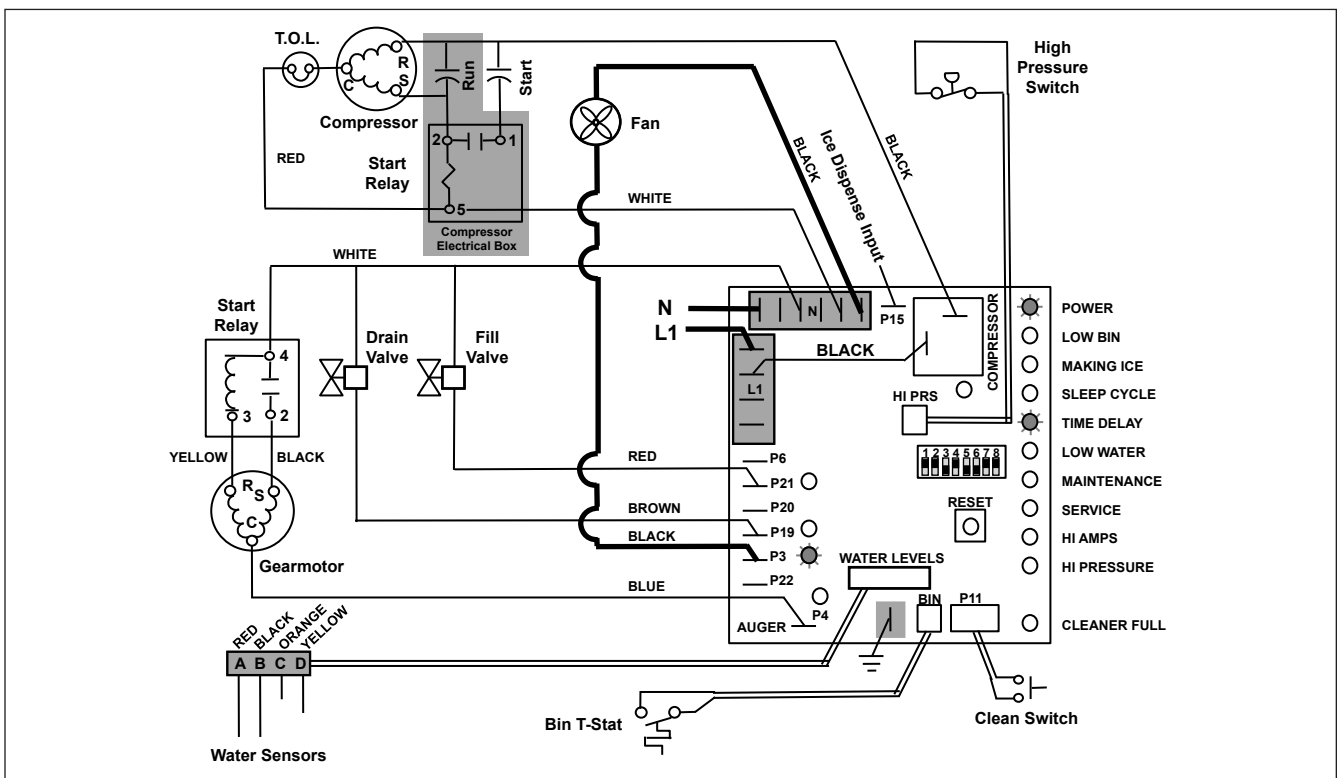 T.O.L.
R
S
C
Compressor
RED
Run
Start
2
1
Start
Relay
5
Compressor
Electrical Box
Fan
BLACK
Ice Dispense Input
BLACK
High
Pressure
Switch
WHITE
WHITE
Start
Relay
4
3
2
YELLOW
BLACK
R
S
C
Gearmotor
Drain
Valve
Fill
Valve
N
L1
N
P15
BLACK
L1
COMPRESSOR
HI PRS
1 2 3 4 5 6 7 8
RESET
POWER
LOW BIN
MAKING ICE
SLEEP CYCLE
TIME DELAY
LOW WATER
MAINTENANCE
SERVICE
HI AMPS
HI PRESSURE
CLEANER FULL
RED
P6
P21
BROWN
P20
P19
BLACK
P3
P22
BLUE
P4
AUGER
WATER LEVELS
BIN
P11
RED
BLACK
ORANGE
YELLOW
A B C D
Water Sensors
Bin T-Stat
Clean Switch